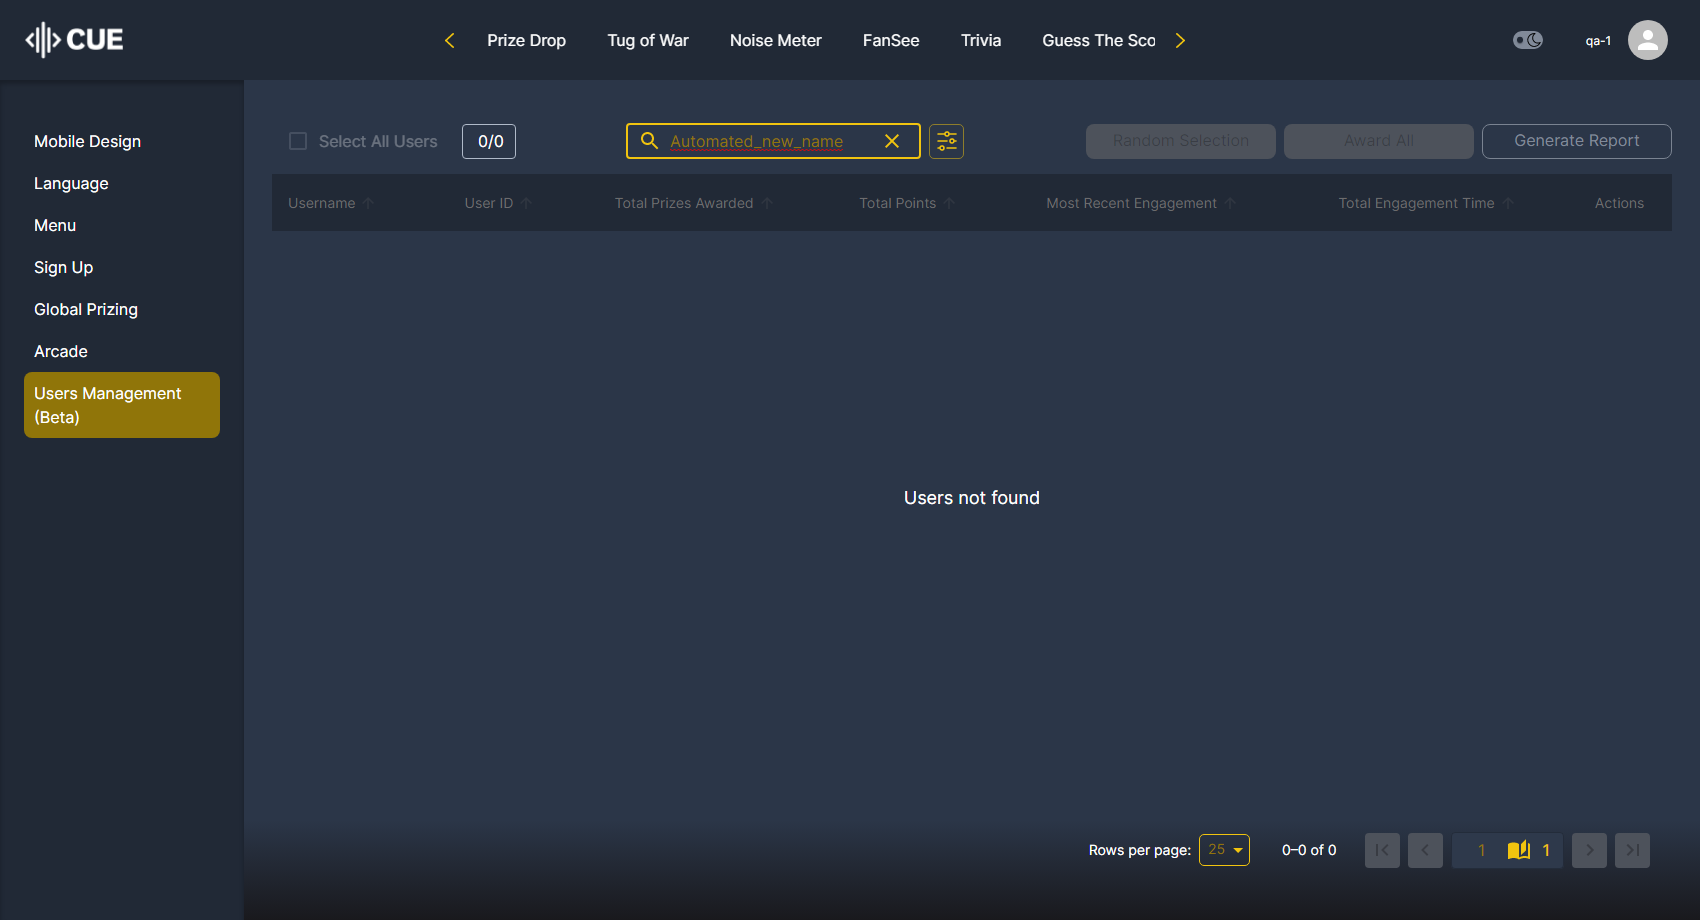 CUE
Prize Drop
Tug of War
Noise Meter
FanSee
Trivia
Guess The Sco
qa-1
Mobile Design
Language
Menu
Sign Up
Global Prizing
Arcade
Users Management
(Beta)
Select All Users
0/0
Automated_new_name
Random Selection
Award All
Generate Report
Username
User ID
Total Prizes Awarded
Total Points
Most Recent Engagement
Total Engagement Time
Actions
Users not found
Rows per page:
25
0–0 of 0
1
1